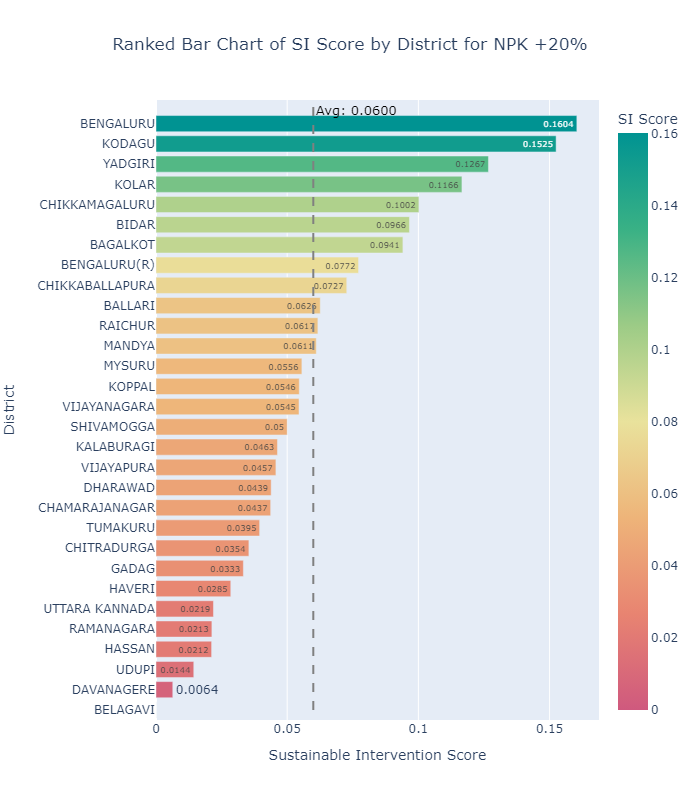 Ranked Bar Chart of SI Score by District for NPK +20%
Avg: 0.0600
SI Score
BENGALURU 0.1604
KODAGU 0.1525
YADGIRI 0.1267
KOLAR 0.1166
CHIKKAMAGALURU 0.1002
BIDAR 0.0966
BAGALKOT 0.0941
BENGALURU(R) 0.0772
CHIKKABALLAPURA 0.0727
BALLARI 0.0626
RAICHUR 0.0617
MANDYA 0.0611
MYSURU 0.0556
KOPPAL 0.0546
VIJAYANAGARA 0.0545
SHIVAMOGGA 0.05
KALABURAGI 0.0463
VIJAYAPURA 0.0457
DHARAWAD 0.0439
CHAMARAJANAGAR 0.0437
TUMAKURU 0.0395
CHITRADURGA 0.0354
GADAG 0.0333
HAVERI 0.0285
UTTARA KANNADA 0.0219
RAMANAGARA 0.0213
HASSAN 0.0212
UDUPI 0.0144
DAVANAGERE 0.0064
BELAGAVI
District
0 0.05 0.1 0.15
Sustainable Intervention Score
0.16
0.14
0.12
0.1
0.08
0.06
0.04
0.02
0